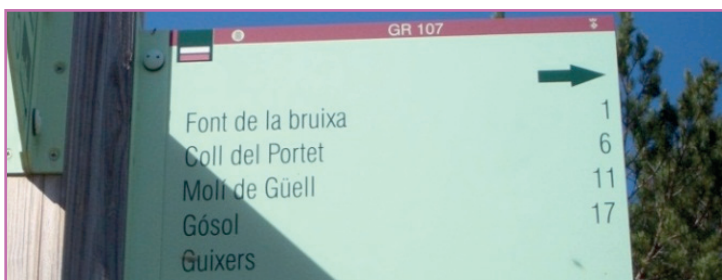 GR 107
Font de la bruixa 1
Coll del Portet 6
Molí de Güell 11
Gósol 17
Guixers